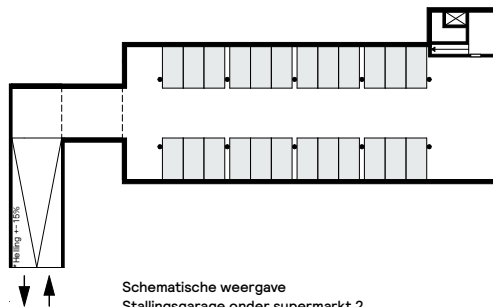 * Helling +- 15%
Schematische weergave
Stallingsgarage onder supermarkt 2